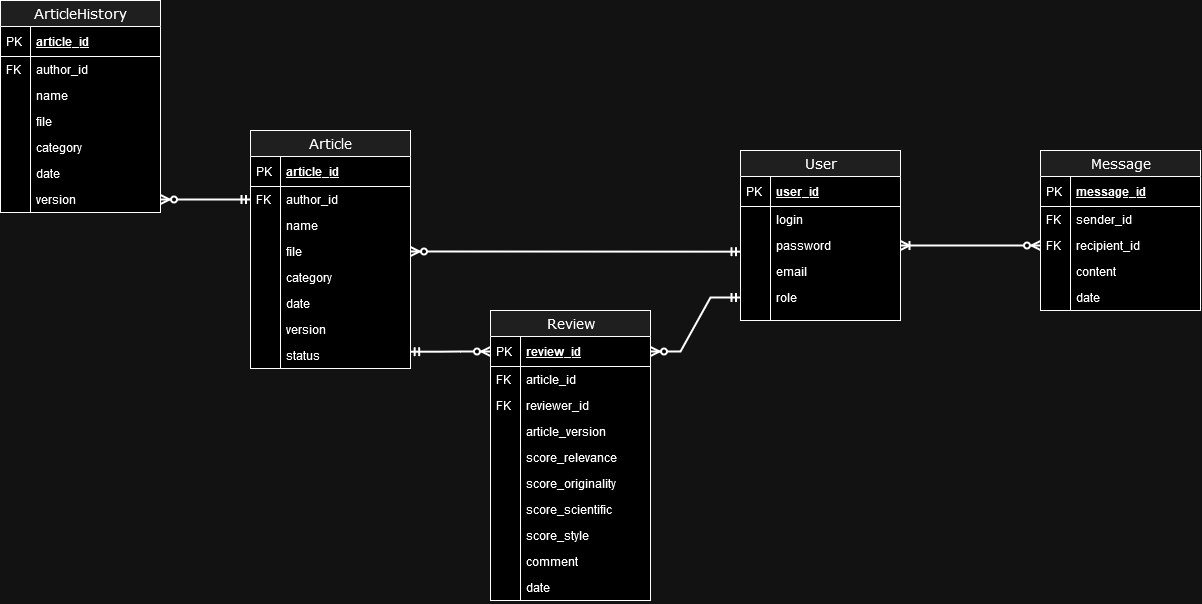 ArticleHistory
PK article_id
FK author_id
name
file
category
date
version
Article
PK article_id
FK author_id
name
file
category
date
version
status
Review
PK review_id
FK article_id
FK reviewer_id
article_version
score_relevance
score_originality
score_scientific
score_style
comment
date
User
PK user_id
login
password
email
role
Message
PK message_id
FK sender_id
FK recipient_id
content
date